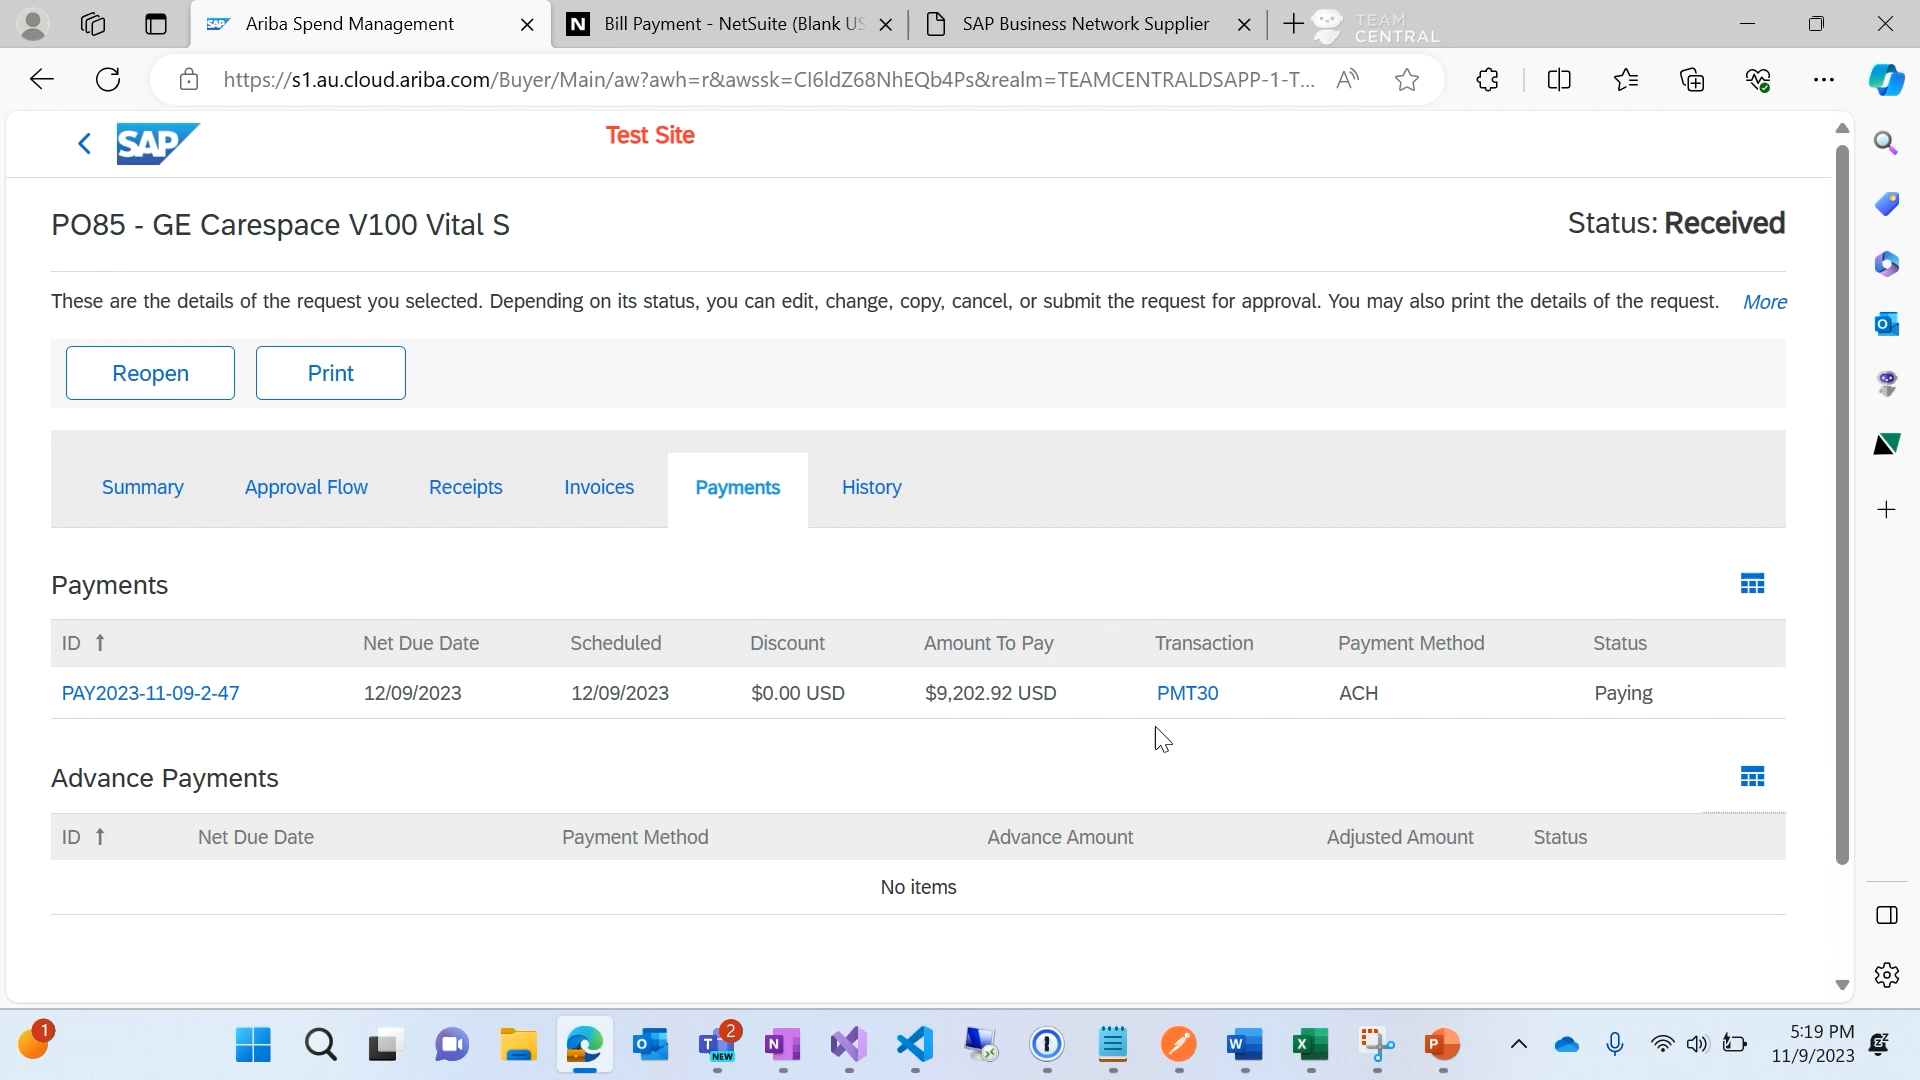 Ariba Spend Management
Bill Payment - NetSuite (Blank US
SAP Business Network Supplier
TEAM
CENTRAL
https://s1.au.cloud.ariba.com/Buyer/Main/aw?awh=r&awssk=CI6ldZ68NhEQb4Ps&realm=TEAMCENTRALDSAPP-1-T...
SAP
Test Site
PO85 - GE Carespace V100 Vital S
Status: Received
These are the details of the request you selected. Depending on its status, you can edit, change, copy, cancel, or submit the request for approval. You may also print the details of the request. More
Reopen Print
Summary Approval Flow Receipts Invoices Payments History
Payments
ID ↑ Net Due Date Scheduled Discount Amount To Pay Transaction Payment Method Status
PAY2023-11-09-2-47 12/09/2023 12/09/2023 $0.00 USD $9,202.92 USD PMT30 ACH Paying
Advance Payments
ID ↑ Net Due Date Payment Method Advance Amount Adjusted Amount Status
No items
1
2
NEW
5:19 PM
11/9/2023